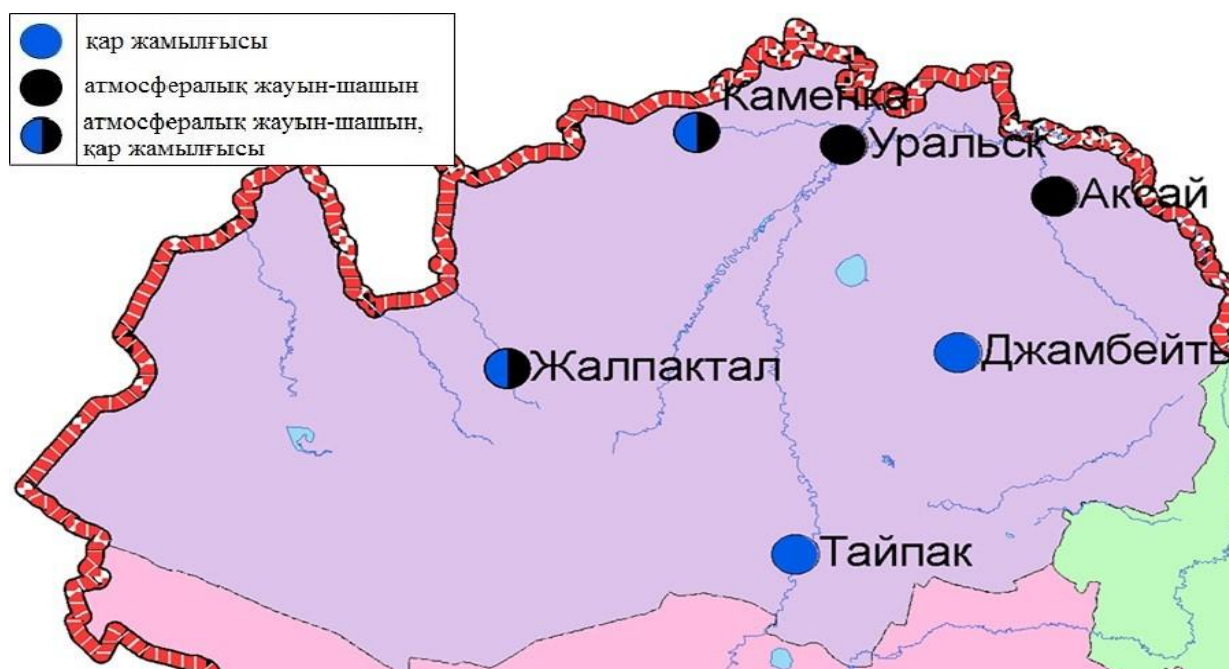 қар жамылғысы
атмосфералық жауын-шашын
атмосфералық жауын-шашын,
қар жамылғысы
Каменка
Уральск
Аксай
Жалпактал
Джамбейты
Тайпак